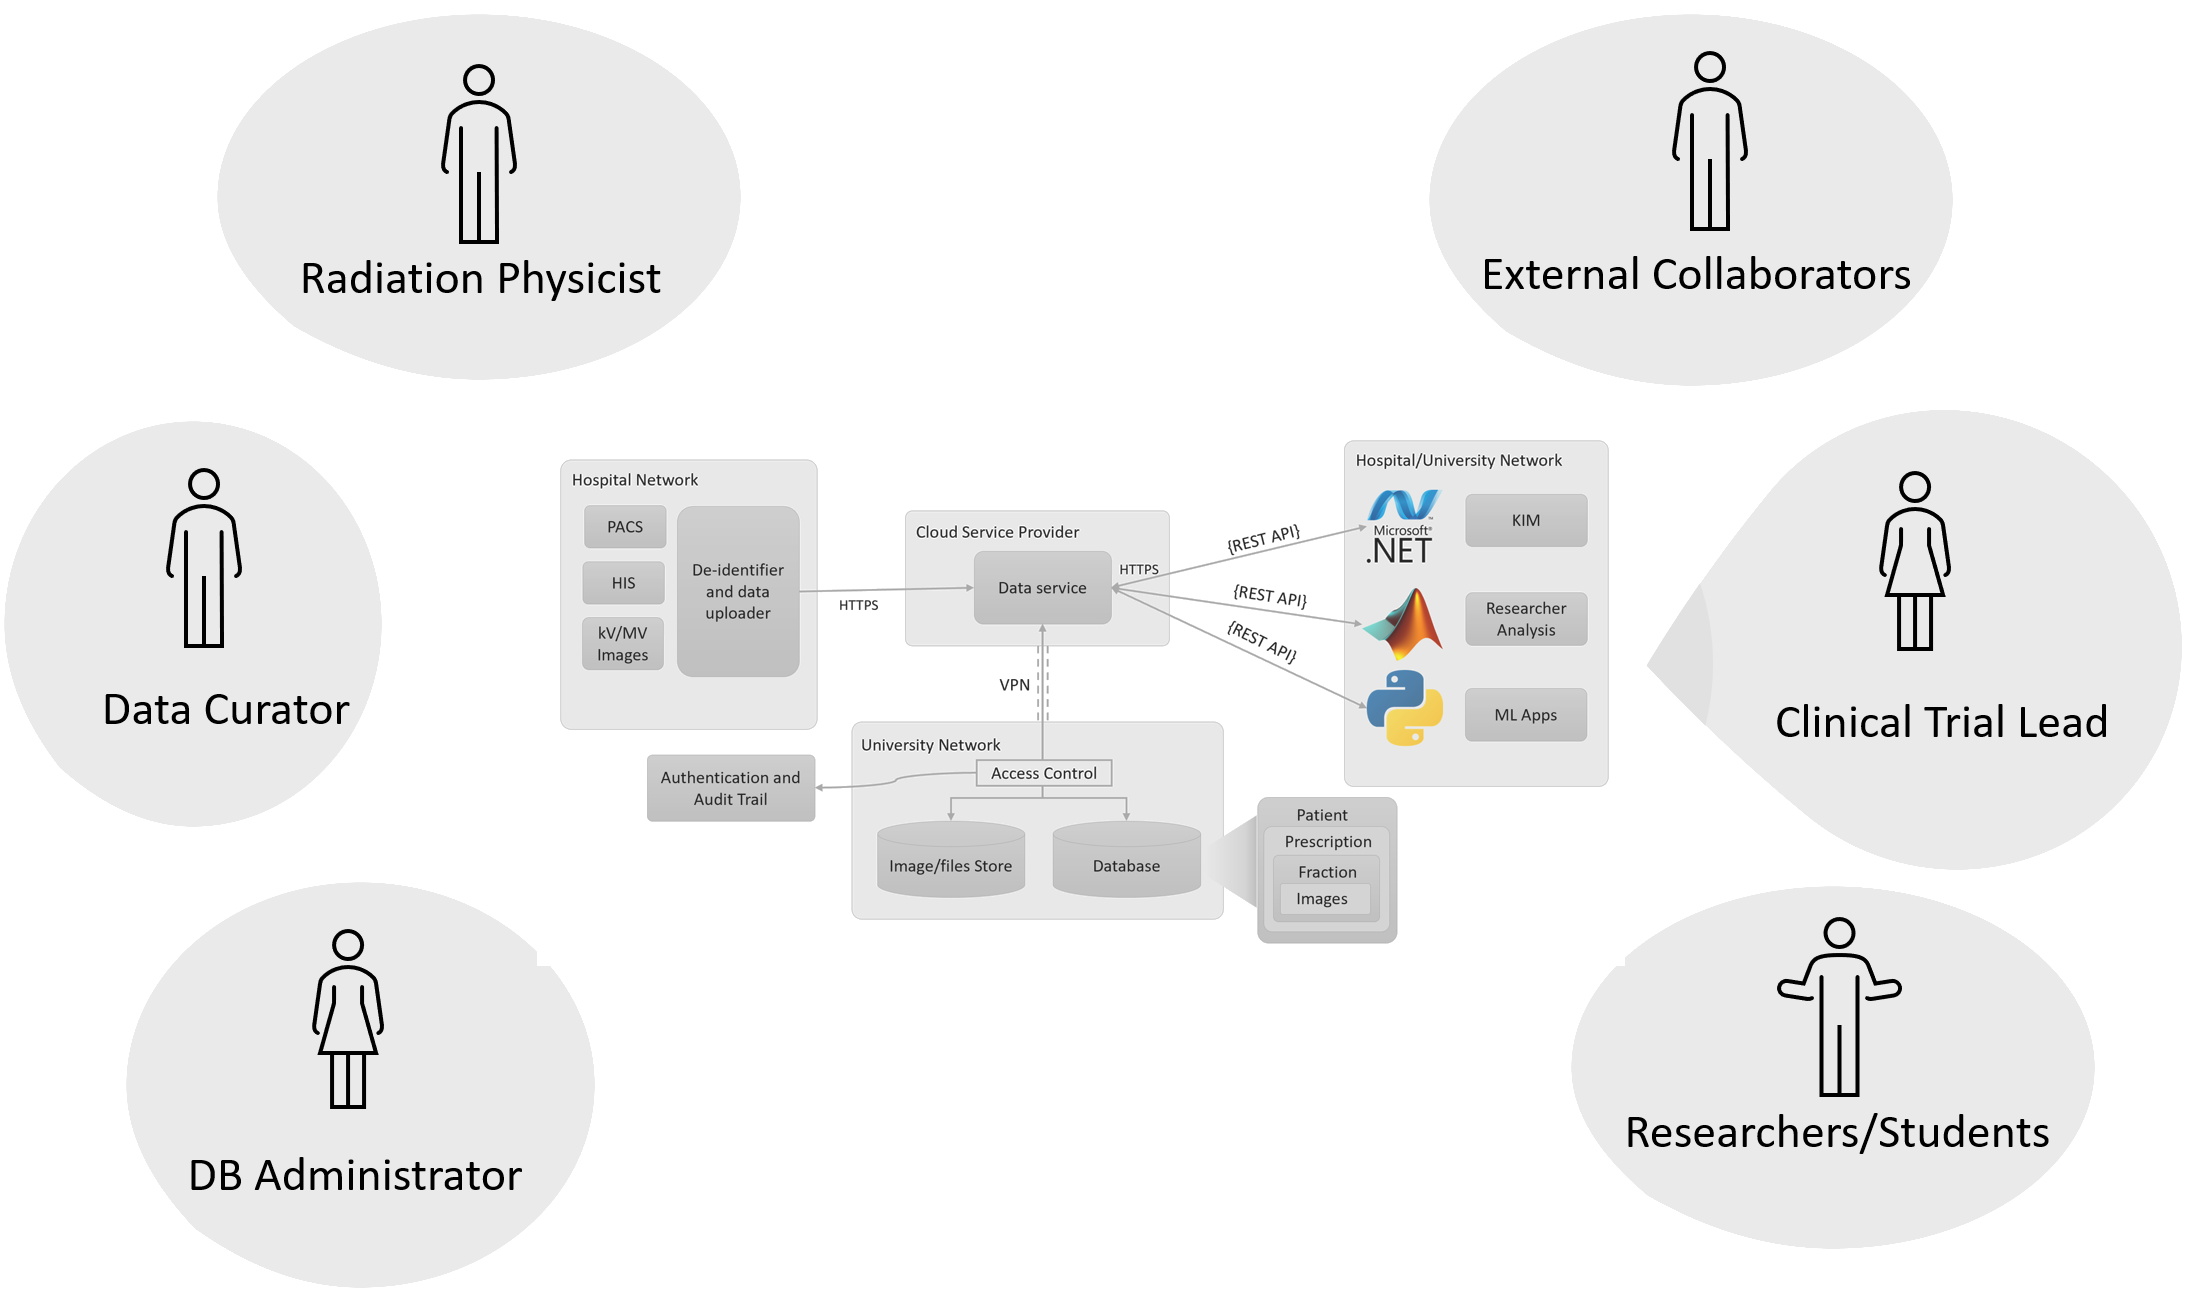 Radiation Physicist
External Collaborators
Data Curator
Clinical Trial Lead
DB Administrator
Researchers/Students
Hospital Network
PACS
HIS
kV/MV
Images
De-identifier
and data
uploader
HTTPS
Cloud Service Provider
Data service
HTTPS
{REST API}
{REST API}
{REST API}
Hospital/University Network
Microsoft®
.NET
KIM
Researcher
Analysis
ML Apps
VPN
University Network
Access Control
Authentication and
Audit Trail
Image/files Store
Database
Patient
Prescription
Fraction
Images